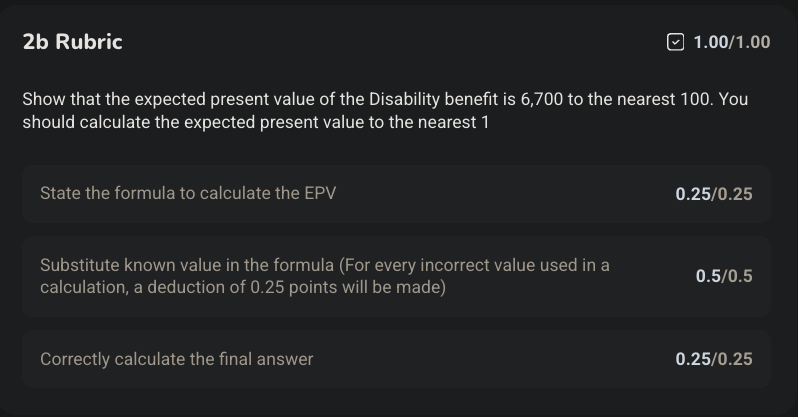 2b Rubric
1.00/1.00
Show that the expected present value of the Disability benefit is 6,700 to the nearest 100. You
should calculate the expected present value to the nearest 1
State the formula to calculate the EPV
0.25/0.25
Substitute known value in the formula (For every incorrect value used in a
calculation, a deduction of 0.25 points will be made)
0.5/0.5
Correctly calculate the final answer
0.25/0.25